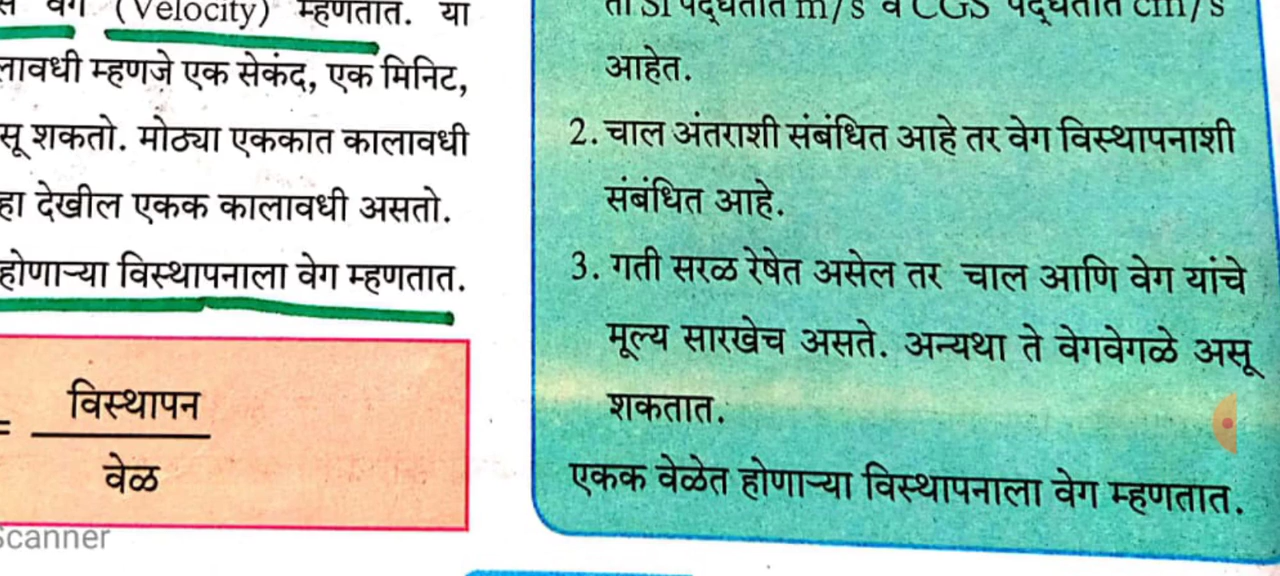 वेग (Velocity) म्हणतात. या
लावधी म्हणजे एक सेकंद, एक मिनिट,
सू शकतो. मोठ्या एककात कालावधी
हा देखील एकक कालावधी असतो.
होणाऱ्या विस्थापनाला वेग म्हणतात.
= विस्थापन
वेळ
Scanner
ती SI पद्धतीत m/s व CGS पद्धतीत cm/s
आहेत.
2. चाल अंतराशी संबंधित आहे तर वेग विस्थापनाशी
संबंधित आहे.
3. गती सरळ रेषेत असेल तर चाल आणि वेग यांचे
मूल्य सारखेच असते. अन्यथा ते वेगवेगळे असू
शकतात.
एकक वेळेत होणाऱ्या विस्थापनाला वेग म्हणतात.